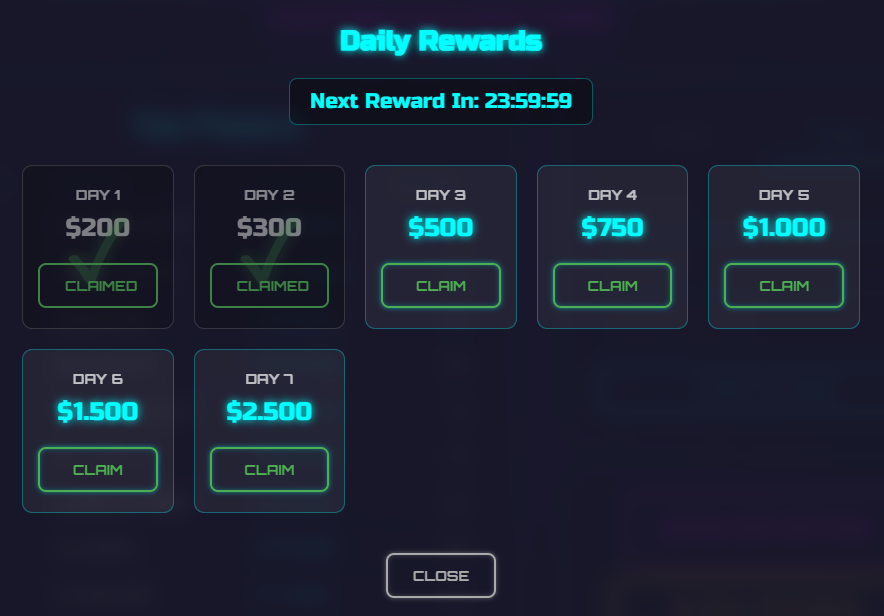 Daily Rewards
Next Reward In: 23:59:59
DAY 1
$200
CLAIMED
DAY 2
$300
CLAIMED
DAY 3
$500
CLAIM
DAY 4
$750
CLAIM
DAY 5
$1.000
CLAIM
DAY 6
$1.500
CLAIM
DAY 7
$2.500
CLAIM
CLOSE